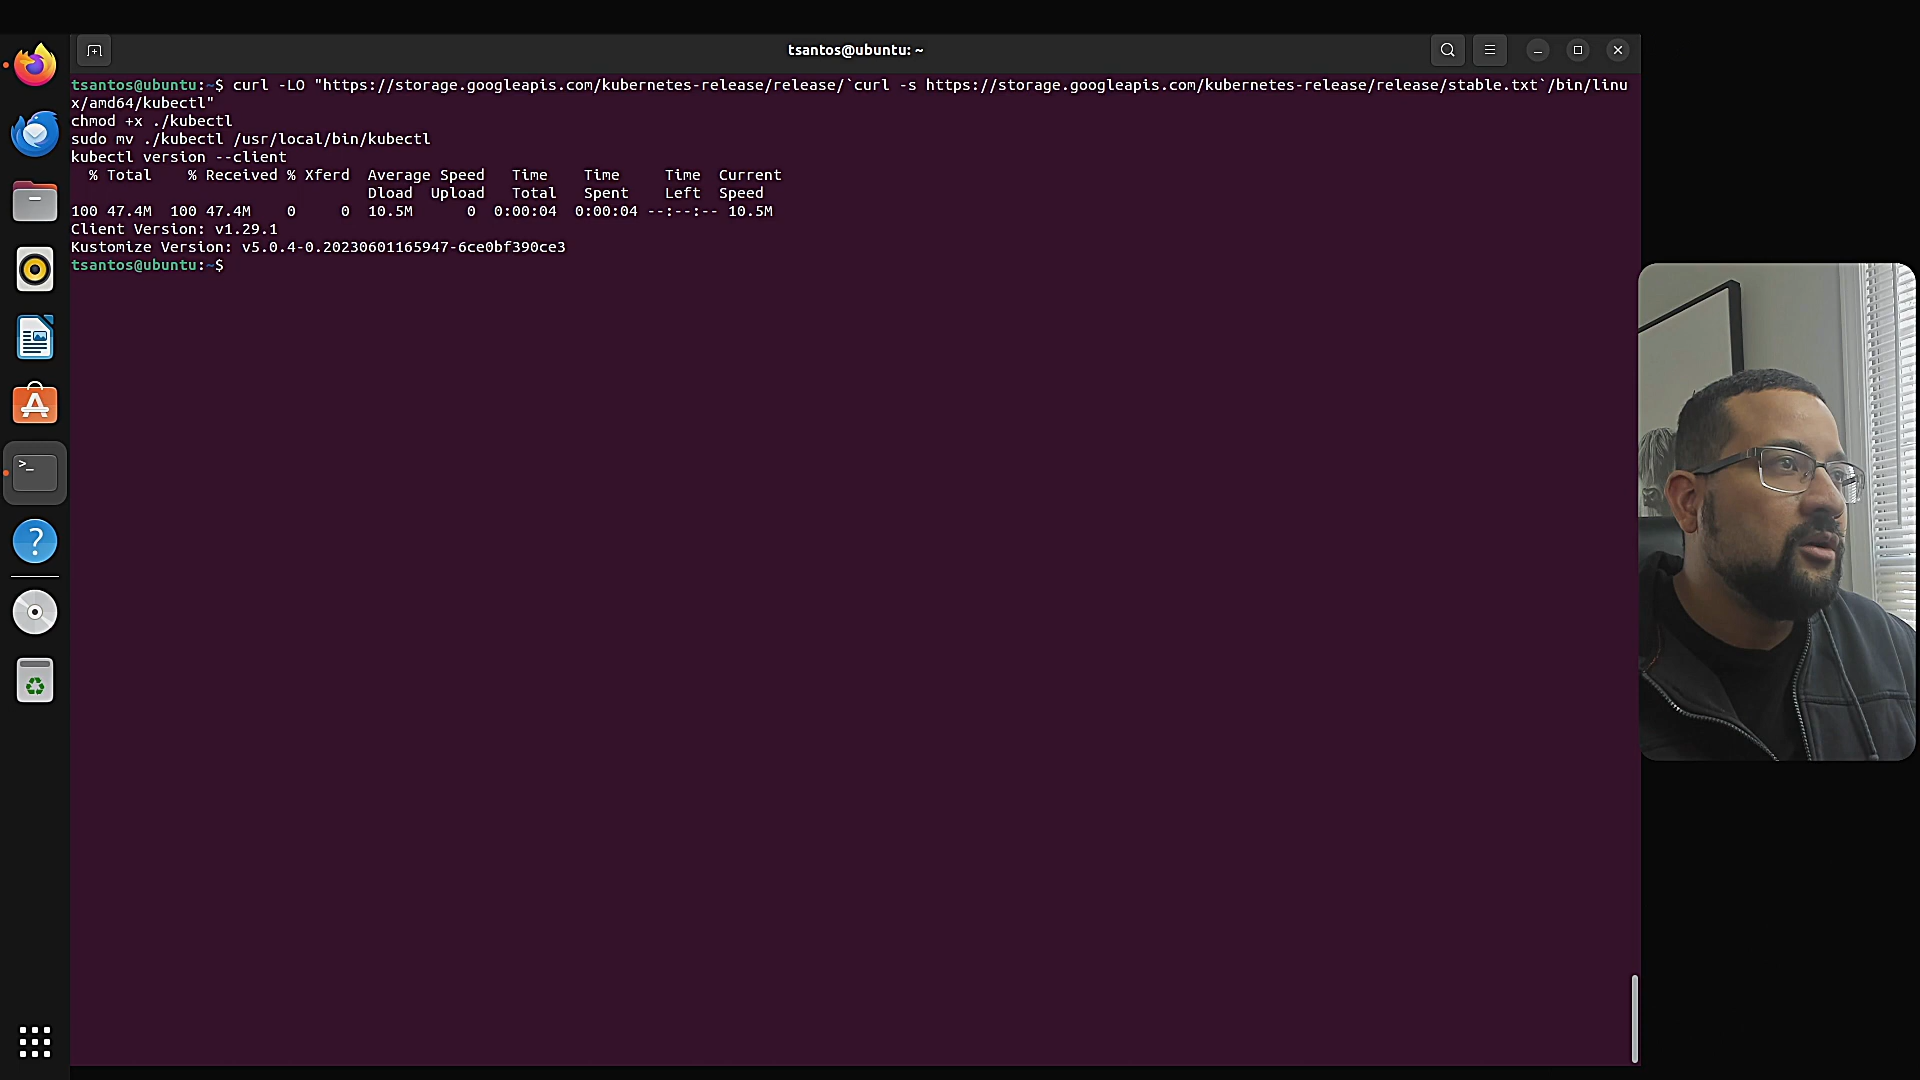 tsantos@ubuntu: ~
tsantos@ubuntu:~$ curl -LO "https://storage.googleapis.com/kubernetes-release/release/`curl -s https://storage.googleapis.com/kubernetes-release/release/stable.txt`/bin/linu
x/amd64/kubectl"
chmod +x ./kubectl
sudo mv ./kubectl /usr/local/bin/kubectl
kubectl version --client
% Total % Received % Xferd Average Speed Time Time Time Current
Dload Upload Total Spent Left Speed
100 47.4M 100 47.4M 0 0 10.5M 0 0:00:04 0:00:04 --:--:-- 10.5M
Client Version: v1.29.1
Kustomize Version: v5.0.4-0.20230601165947-6ce0bf390ce3
tsantos@ubuntu:~$